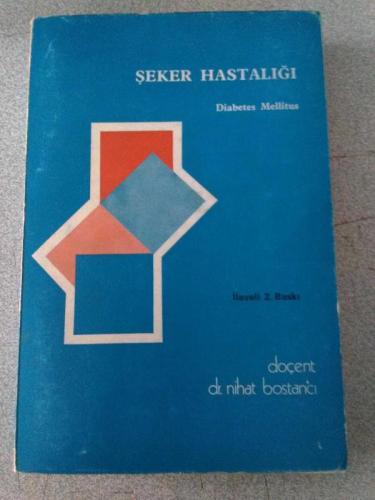 ŞEKER HASTALIĞI
Diabetes Mellitus
İlaveli 2. Baskı
doçent
dr. nihat bostancı